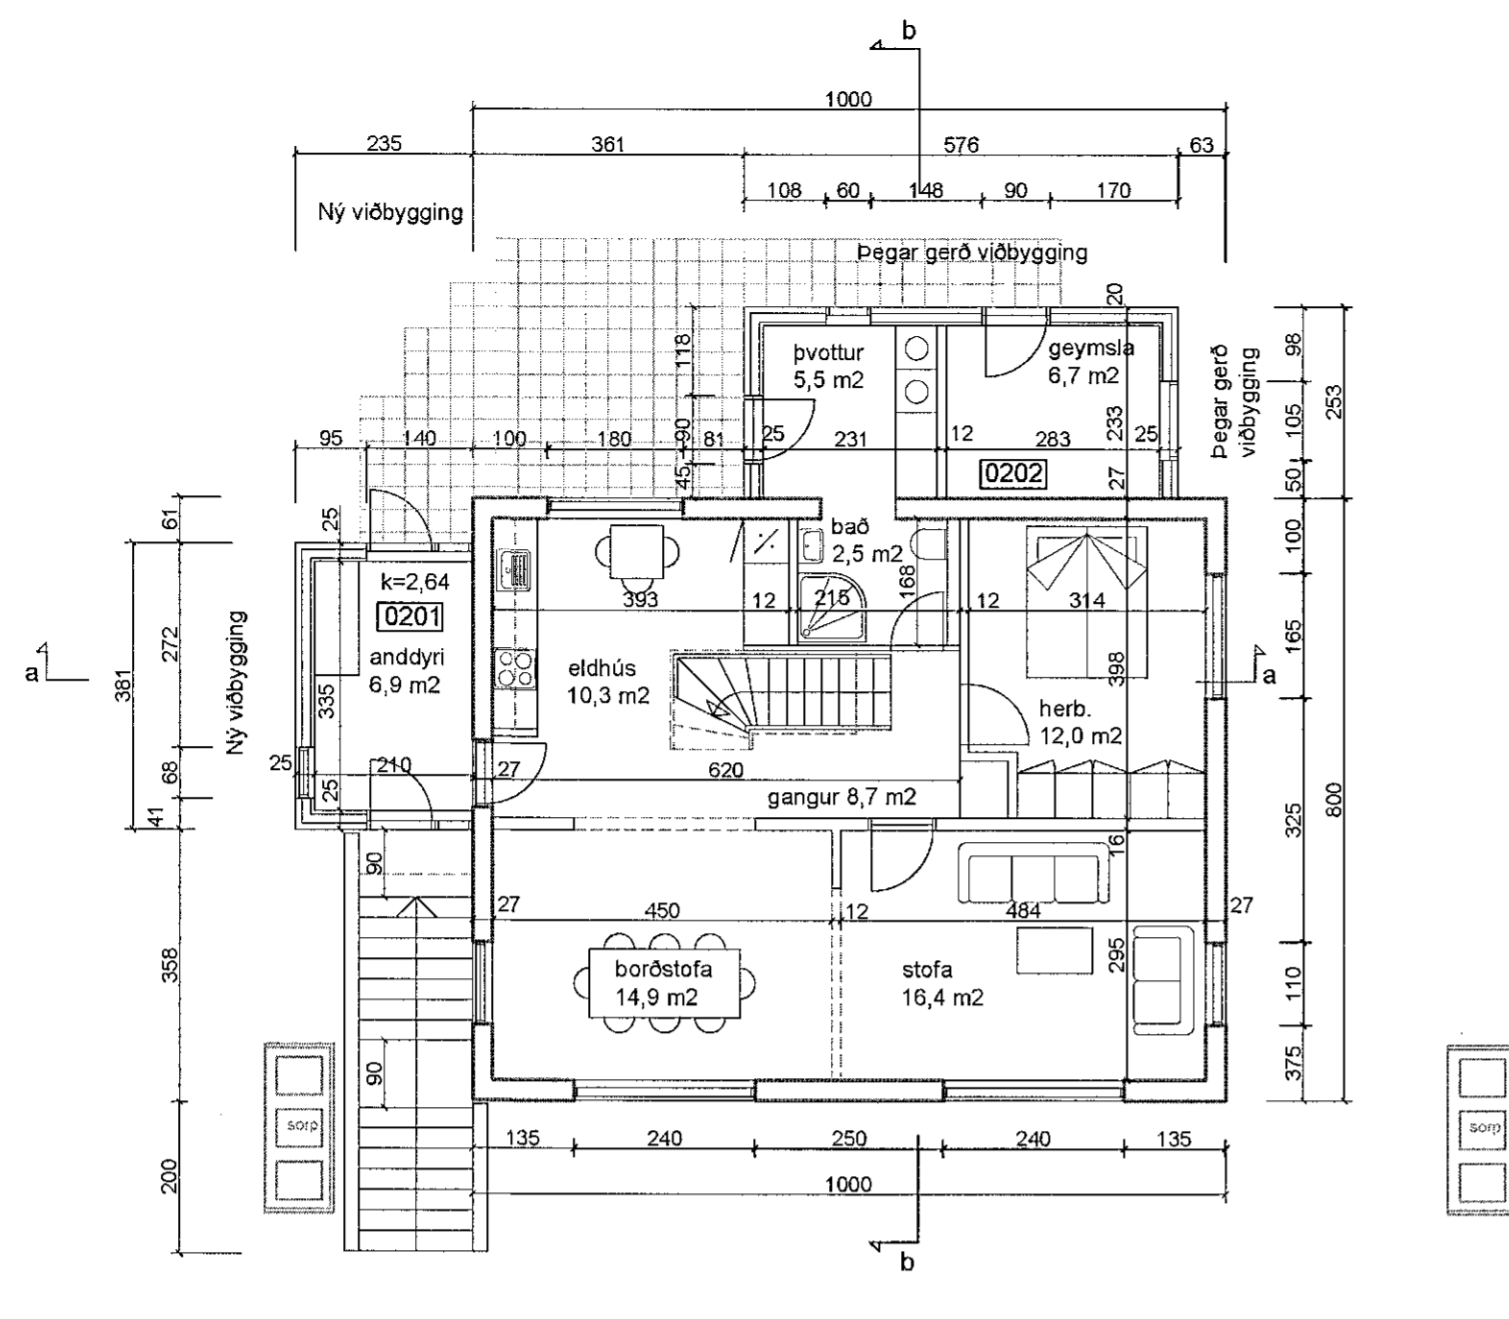 b
1000
235 361 576 63
108 60 148 90 170
Ný viðbygging
Þegar gerð viðbygging
20
118
þvottur
5,5 m2
geymsla
6,7 m2
98
Þegar gerð
viðbygging
253
95 140 100 180 90 81 25 231 12 283 233 25 105
45
0202
27
50
61
25
bað
2,5 m2
100
k=2,64
0201
168
393 12 215 12 314
272
165
anddyri
6,9 m2
eldhús
10,3 m2
398
a
a
381
Ný viðbygging
335
herb.
12,0 m2
25 210 27 620
68
25
gangur 8,7 m2
41
325
800
90
16
27 450 12 484 27
358
borðstofa
14,9 m2
stofa
16,4 m2
295
110
90
375
sorp
sorp
135 240 250 240 135
200
1000
b